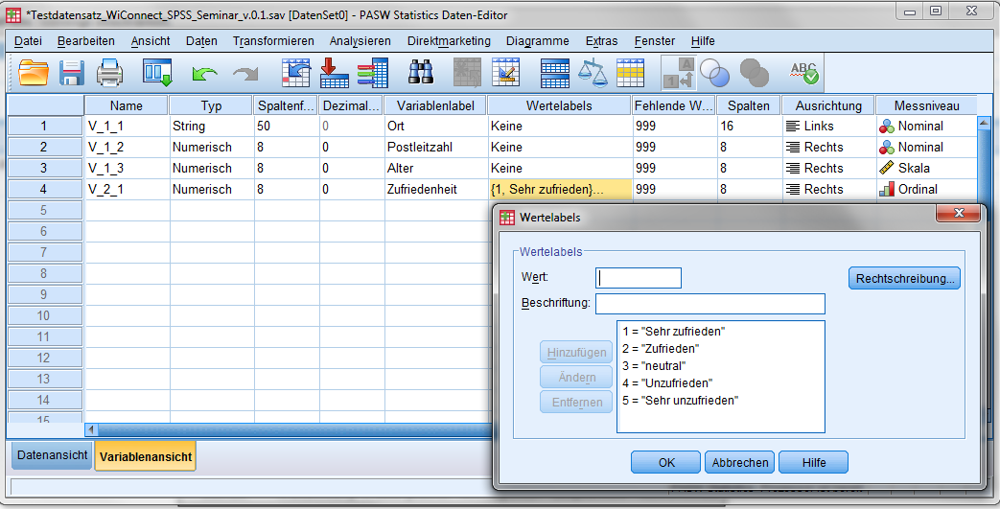 *Testdatensatz_WiConnect_SPSS_Seminar_v.0.1.sav [DatenSet0] - PASW Statistics Daten-Editor
Datei Bearbeiten Ansicht Daten Transformieren Analysieren Direktmarketing Diagramme Extras Fenster Hilfe
A
1 ABC
Name Typ Spaltenf... Dezimal... Variablenlabel Wertelabels Fehlende W... Spalten Ausrichtung Messniveau
1 V_1_1 String 50 0 Ort Keine 999 16 Links Nominal
2 V_1_2 Numerisch 8 0 Postleitzahl Keine 999 8 Rechts Nominal
3 V_1_3 Numerisch 8 0 Alter Keine 999 8 Rechts Skala
4 V_2_1 Numerisch 8 0 Zufriedenheit {1, Sehr zufrieden}... 999 8 Rechts Ordinal
5
6
7
8
9
10
11
12
13
14
15
Datenansicht Variablenansicht
Wertelabels
Wertelabels
Wert:
Rechtschreibung...
Beschriftung:
Hinzufügen
Ändern
Entfernen
1 = "Sehr zufrieden"
2 = "Zufrieden"
3 = "neutral"
4 = "Unzufrieden"
5 = "Sehr unzufrieden"
OK Abbrechen Hilfe